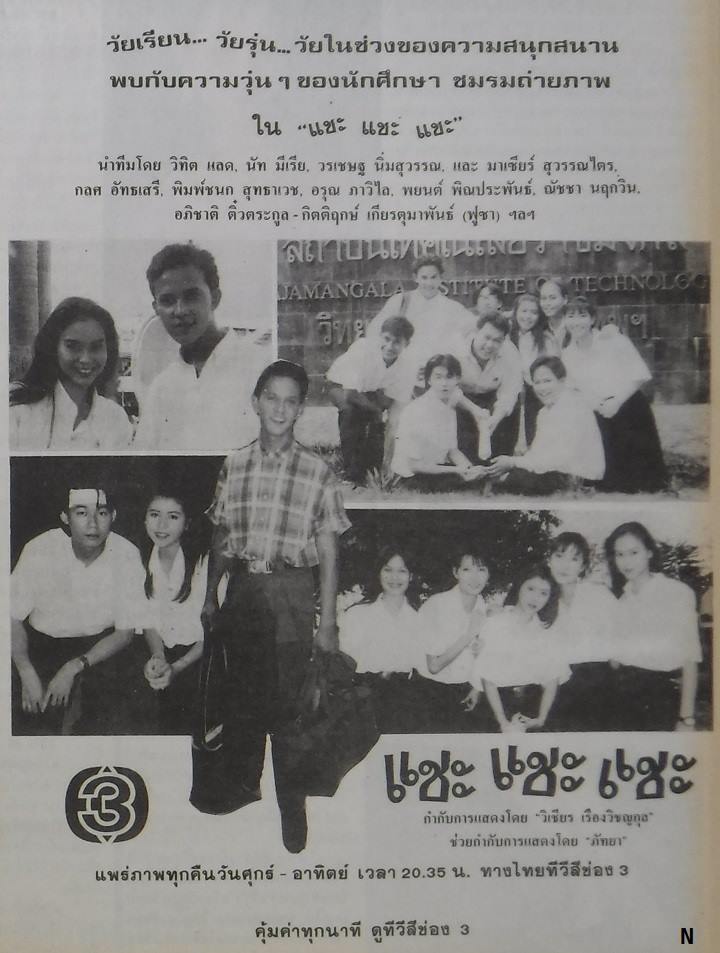 วัยเรียน... วัยรุ่น... วัยในช่วงของความสนุกสนาน
พบกับความวุ่น ๆ ของนักศึกษา ชมรมถ่ายภาพ
ใน “แชะ แชะ แชะ”
นำทีมโดย วิทิต แลต, นัท มีเรีย, วรเชษฐ นิ่มสุวรรณ, และ มาเซียร์ สุวรรณไตร,
กลศ อัทธเสรี, พิมพ์ชนก สุทธาเวช, อรุณ ภาวิไล, พยนต์ พิณประพันธ์, ณัชชา นฤกวิน,
อภิชาติ ติ๋วตระกูล - กิตติฤกษ์ เกียรตุมาพันธ์ (ฟูซา) ฯลฯ
JAMANGALA INSTITUTE OF TECHNOLOG
วิทย
แชะ แชะ แชะ
3
กำกับการแสดงโดย “วิเชียร เรืองวิชญกุล”
ช่วยกำกับการแสดงโดย “ภัทยา”
แพร่ภาพทุกคืนวันศุกร์ - อาทิตย์ เวลา 20.35 น. ทางไทยทีวีสีช่อง 3
คุ้มค่าทุกนาที ดูทีวีสีช่อง 3
N